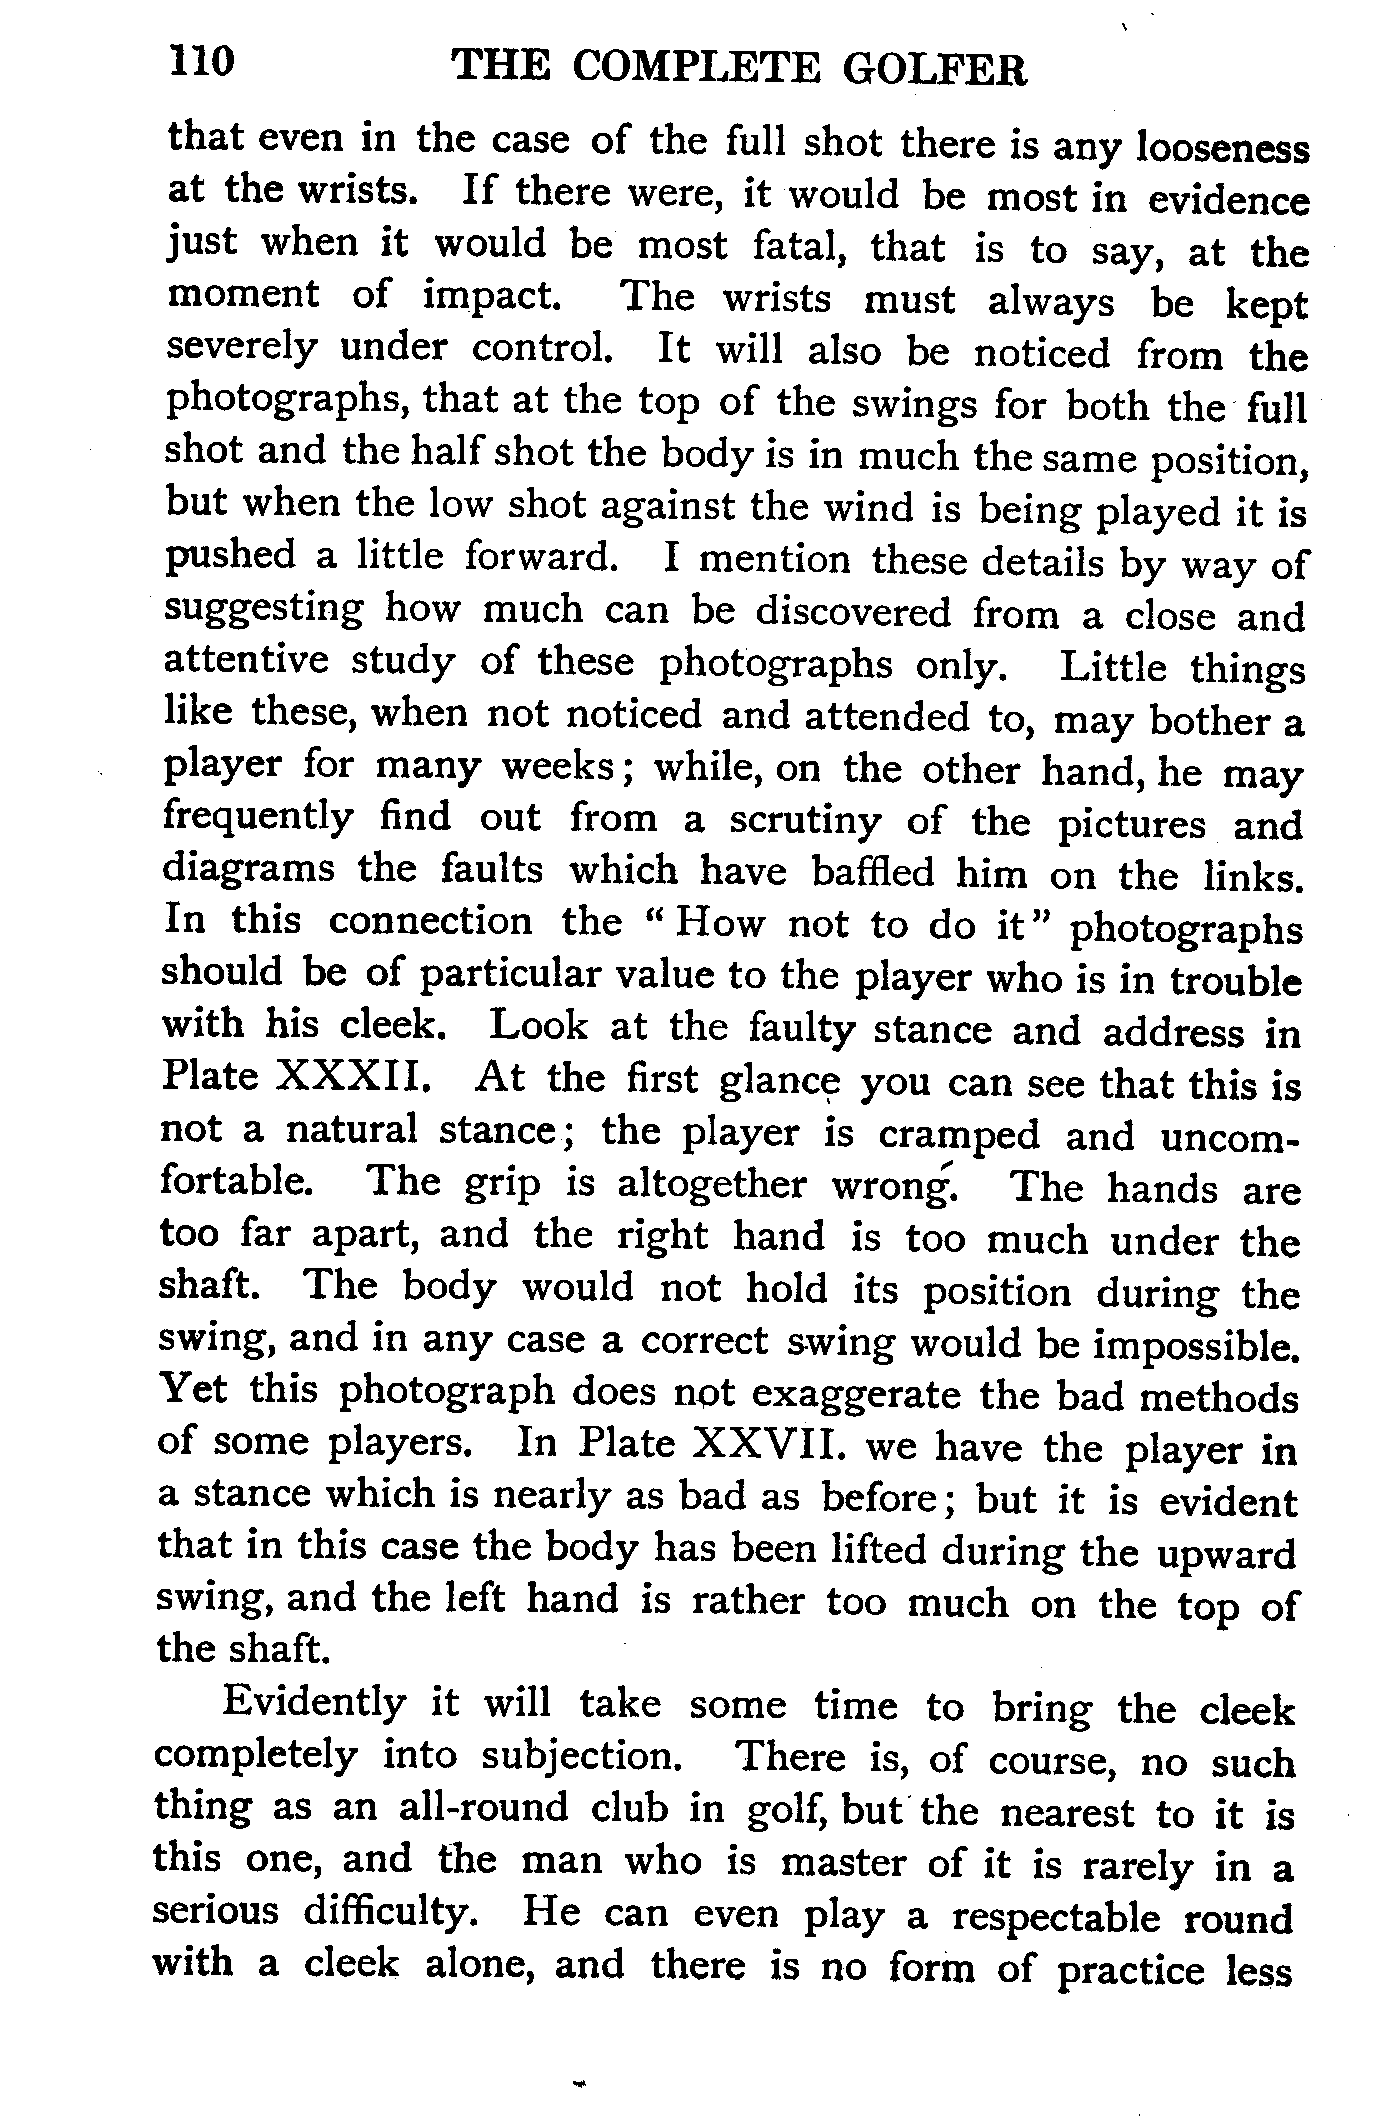 110 THE COMPLETE GOLFER
that even in the case of the full shot there is any looseness
at the wrists. If there were, it would be most in evidence
just when it would be most fatal, that is to say, at the
moment of impact. The wrists must always be kept
severely under control. It will also be noticed from the
photographs, that at the top of the swings for both the full
shot and the half shot the body is in much the same position,
but when the low shot against the wind is being played it is
pushed a little forward. I mention these details by way of
suggesting how much can be discovered from a close and
attentive study of these photographs only. Little things
like these, when not noticed and attended to, may bother a
player for many weeks; while, on the other hand, he may
frequently find out from a scrutiny of the pictures and
diagrams the faults which have baffled him on the links.
In this connection the “How not to do it” photographs
should be of particular value to the player who is in trouble
with his cleek. Look at the faulty stance and address in
Plate XXXII. At the first glance you can see that this is
not a natural stance; the player is cramped and uncom-
fortable. The grip is altogether wrong. The hands are
too far apart, and the right hand is too much under the
shaft. The body would not hold its position during the
swing, and in any case a correct swing would be impossible.
Yet this photograph does not exaggerate the bad methods
of some players. In Plate XXVII. we have the player in
a stance which is nearly as bad as before; but it is evident
that in this case the body has been lifted during the upward
swing, and the left hand is rather too much on the top of
the shaft.
Evidently it will take some time to bring the cleek
completely into subjection. There is, of course, no such
thing as an all-round club in golf, but the nearest to it is
this one, and the man who is master of it is rarely in a
serious difficulty. He can even play a respectable round
with a cleek alone, and there is no form of practice less